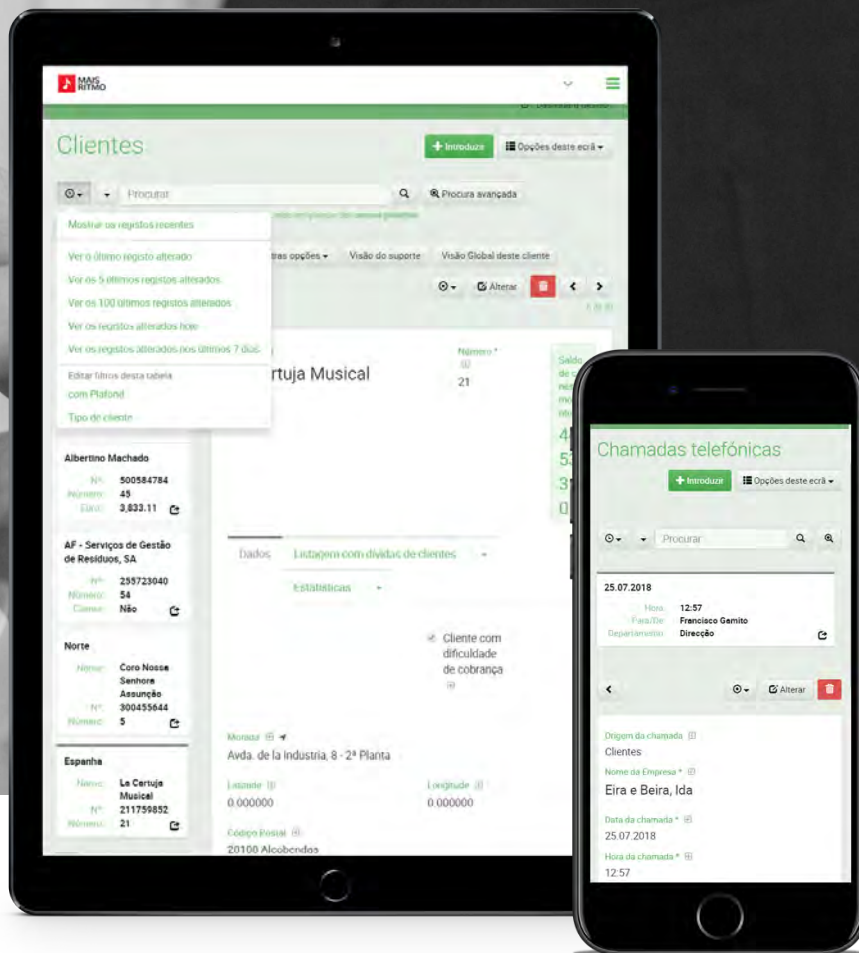 MAIS
RITMO
Clientes
Introduzir
Opções deste ecrã
Procurar
Procura avançada
Mostrar os registos recentes
Ver o último registo alterado
Ver os 5 últimos registos alterados
Ver os 100 últimos registos alterados
Ver os registos alterados hoje
Ver os registos alterados nos últimos 7 dias
Editar filtros desta tabela
com Plafond
Tipo de cliente
tras opções
Visão do suporte
Visão Global deste cliente
Alterar
rtuja Musical
Número *
21
Saldo
de c
Albertino Machado
Nº: 500584784
Número: 45
Euro: 3,833.11
AF - Serviços de Gestão
de Resíduos, SA
Nº: 255723040
Número: 54
Não
Norte
Nome: Coro Nossa
Senhora
Assunção
Nº: 300455644
Número: 5
Espanha
Nome: La Cartuja
Musical
Nº: 211759852
Número: 21
Dados
Listagem com dívidas de clientes
Estatísticas
Cliente com
dificuldade
de cobrança
Morada
Avda. de la Industria, 8 - 2ª Planta
Latitude
0.000000
Longitude
0.000000
Código Postal
20100 Alcobendas
Chamadas telefónicas
Introduzir
Opções deste ecrã
Procurar
25.07.2018
Hora: 12:57
Para/De: Francisco Gamito
Departamento: Direcção
Alterar
Origem da chamada
Clientes
Nome da Empresa *
Eira e Beira, lda
Data da chamada *
25.07.2018
Hora da chamada *
12:57